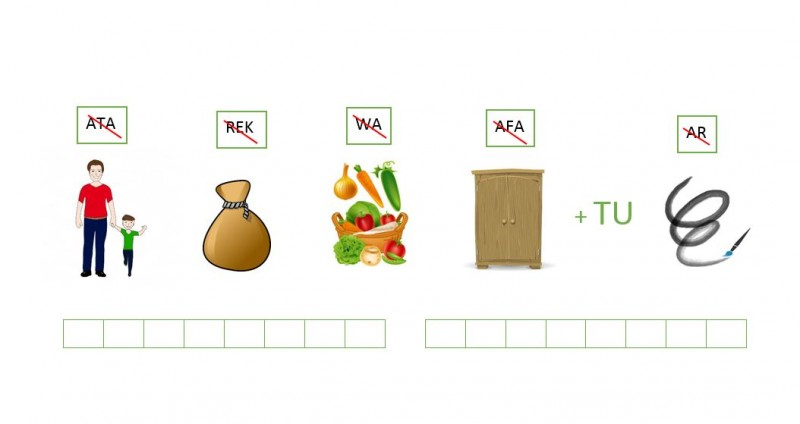 ATA REK WA AFA AR
+ TU